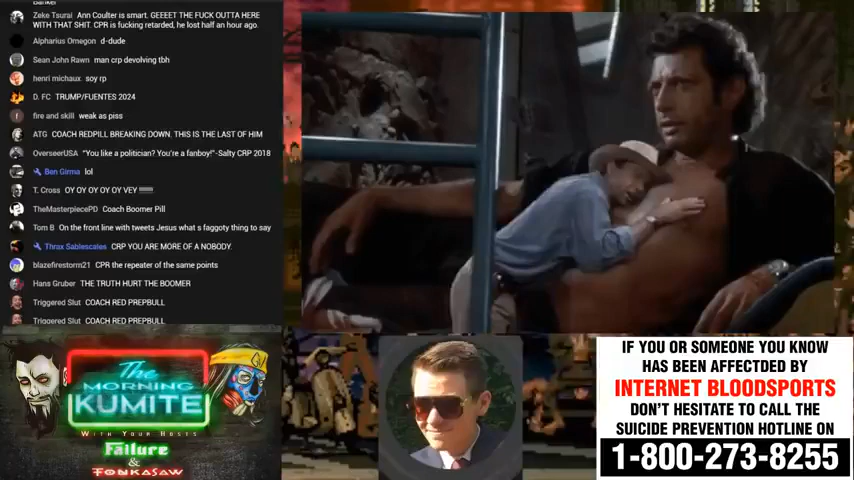 Zeke Tsurai Ann Coulter is smart. GEEEET THE FUCK OUTTA HERE
WITH THAT SHIT. CPR is fucking retarded, he lost half an hour ago.
Alpharius Omegon d-dude
Sean John Rawn man crp devolving tbh
henri michaux soy rp
D. FC TRUMP/FUENTES 2024
fire and skill weak as piss
ATG COACH REDPILL BREAKING DOWN. THIS IS THE LAST OF HIM
OverseerUSA "You like a politician? You're a fanboy!"-Salty CRP 2018
Ben Girma lol
T. Cross OY OY OY OY OY VEY
TheMasterpiecePD Coach Boomer Pill
Tom B On the front line with tweets Jesus what s faggoty thing to say
Thrax Sablescales CRP YOU ARE MORE OF A NOBODY.
blazefirestorm21 CPR the repeater of the same points
Hans Gruber THE TRUTH HURT THE BOOMER
Triggered Slut COACH RED PREPBULL
Triggered Slut COACH RED PREPBULL
The
MORNING
KUMITE
With Your Hosts
Failure
&
Tonkasaw
IF YOU OR SOMEONE YOU KNOW
HAS BEEN AFFECTDED BY
INTERNET BLOODSPORTS
DON'T HESITATE TO CALL THE
SUICIDE PREVENTION HOTLINE ON
1-800-273-8255